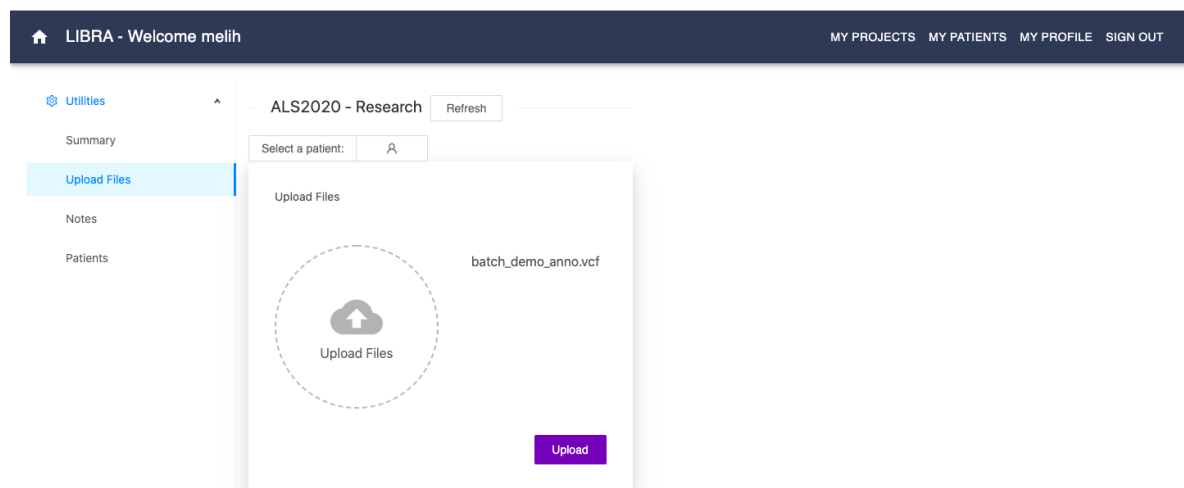 LIBRA - Welcome melih
MY PROJECTS MY PATIENTS MY PROFILE SIGN OUT
Utilities
Summary
Upload Files
Notes
Patients
ALS2020 - Research
Refresh
Select a patient:
Upload Files
Upload Files
batch_demo_anno.vcf
Upload